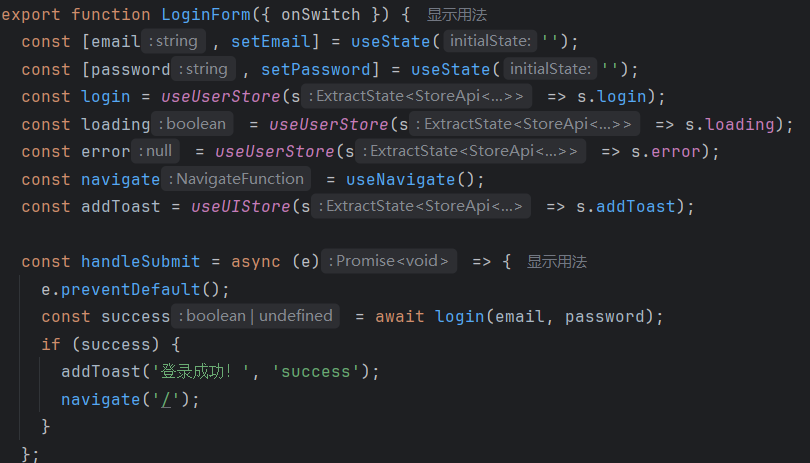 export function LoginForm({ onSwitch }) { 显示用法
const [email :string , setEmail] = useState( initialState: '');
const [password :string , setPassword] = useState( initialState: '');
const login = useUserStore(s :ExtractState<StoreApi<...>> => s.login);
const loading :boolean = useUserStore(s :ExtractState<StoreApi<...>> => s.loading);
const error :null = useUserStore(s :ExtractState<StoreApi<...>> => s.error);
const navigate :NavigateFunction = useNavigate();
const addToast = useUIStore(s :ExtractState<StoreApi<...> => s.addToast);
const handleSubmit = async (e) :Promise<void> => { 显示用法
e.preventDefault();
const success :boolean | undefined = await login(email, password);
if (success) {
addToast('登录成功！', 'success');
navigate('/');
}
};